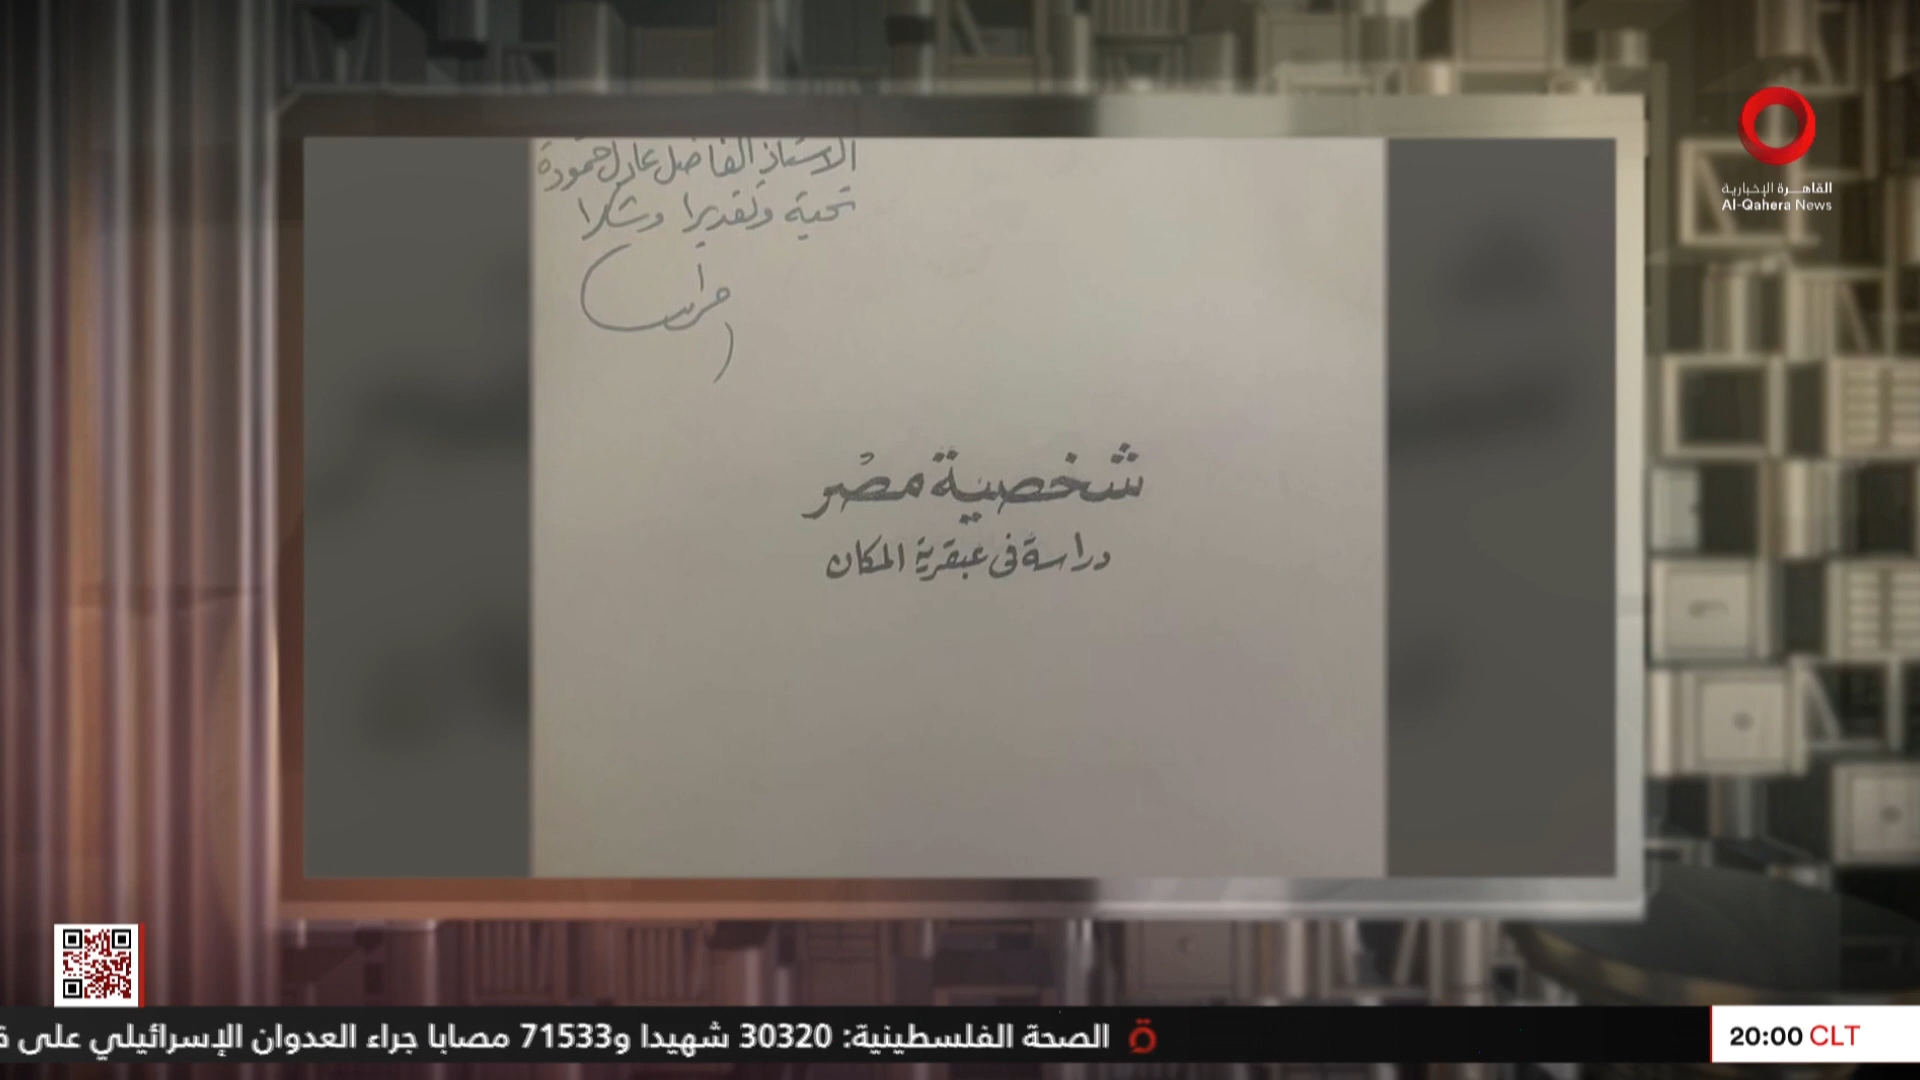 الأستاذ الفاضل عادل حمودة
تحية وتقديرا وشكرا
شخصية مصر
دراسة فى عبقرية المكان
القاهرة الإخبارية
Al-Qahera News
الصحة الفلسطينية: 30320 شهيدا و71533 مصابا جراء العدوان الإسرائيلي على
20:00 CLT